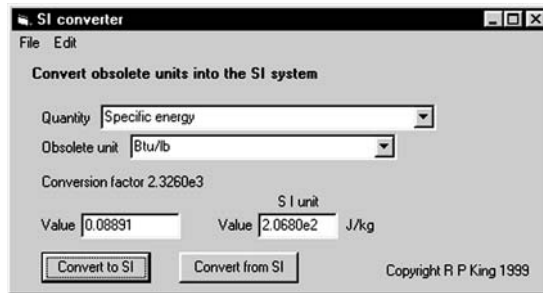 SI converter
File Edit
Convert obsolete units into the SI system
Quantity Specific energy
Obsolete unit Btu/lb
Conversion factor 2.3260e3
S I unit
Value 0.08891 Value 2.0680e2 J/kg
Convert to SI Convert from SI Copyright R P King 1999